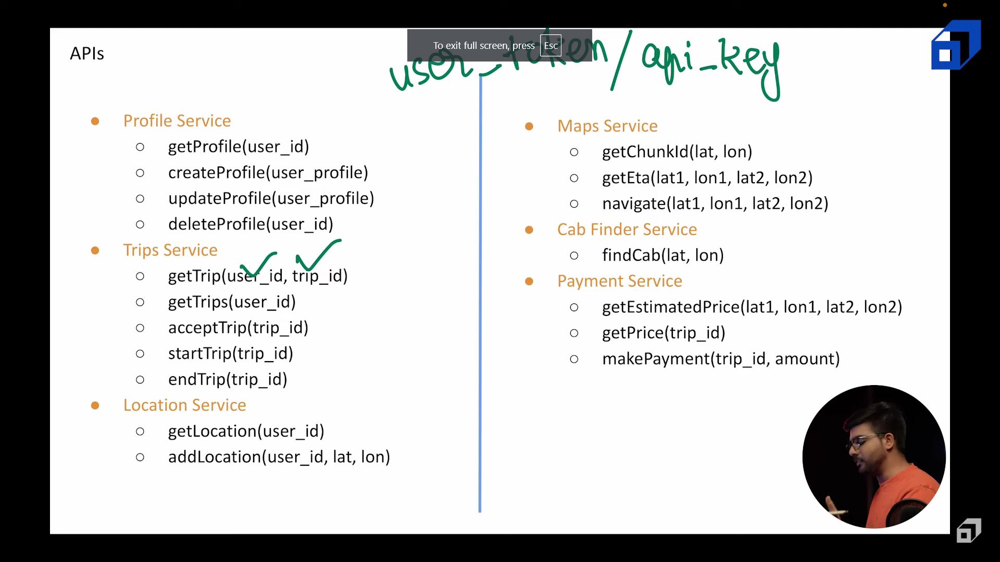 To exit full screen, press Esc
user_token/api_key
APIs
Profile Service
getProfile(user_id)
createProfile(user_profile)
updateProfile(user_profile)
deleteProfile(user_id)
Trips Service
getTrip(user_id, trip_id)
getTrips(user_id)
acceptTrip(trip_id)
startTrip(trip_id)
endTrip(trip_id)
Location Service
getLocation(user_id)
addLocation(user_id, lat, lon)
Maps Service
getChunkId(lat, lon)
getEta(lat1, lon1, lat2, lon2)
navigate(lat1, lon1, lat2, lon2)
Cab Finder Service
findCab(lat, lon)
Payment Service
getEstimatedPrice(lat1, lon1, lat2, lon2)
getPrice(trip_id)
makePayment(trip_id, amount)